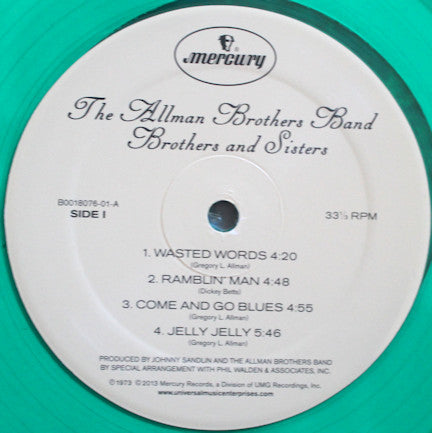 mercury
The Allman Brothers Band
Brothers and Sisters
B0018076-01-A
SIDE I
33⅓ RPM
1. WASTED WORDS 4:20
(Gregory L. Allman)
2. RAMBLIN' MAN 4:48
(Dickey Betts)
3. COME AND GO BLUES 4:55
(Gregory L. Allman)
4. JELLY JELLY 5:46
(Gregory L. Allman)
PRODUCED BY JOHNNY SANDLIN AND THE ALLMAN BROTHERS BAND
BY SPECIAL ARRANGEMENT WITH PHIL WALDEN & ASSOCIATES, INC.
℗1973 © 2013 Mercury Records, a Division of UMG Recordings, Inc.
www.universalmusicenterprises.com